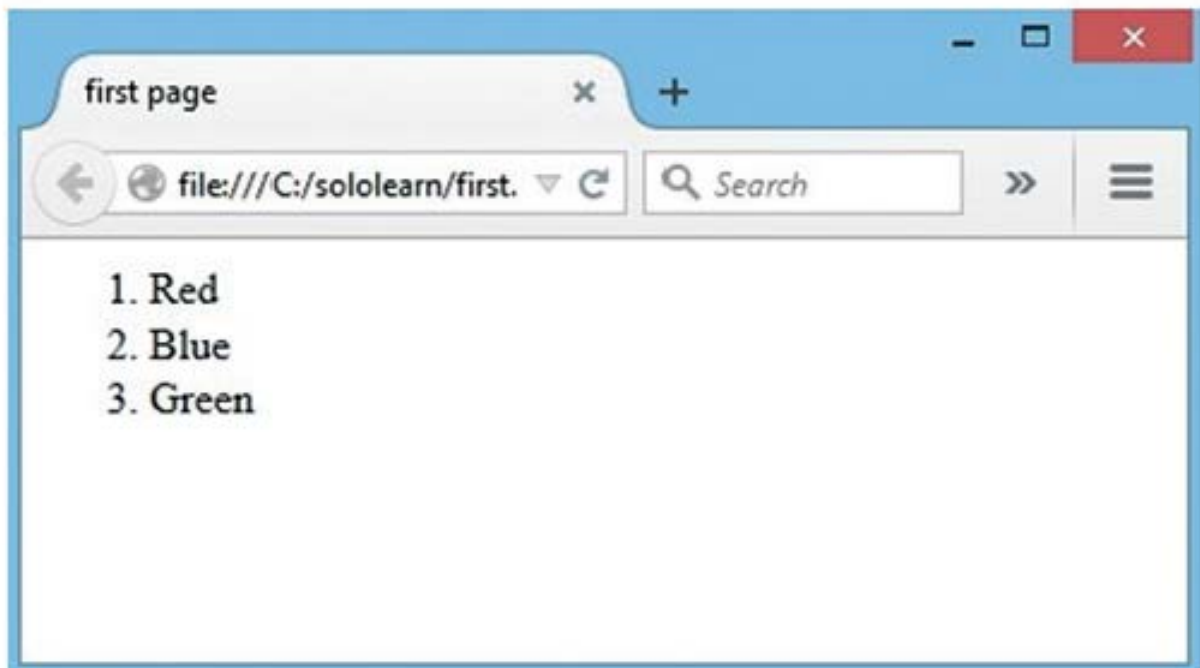 first page
file:///C:/sololearn/first.
Search
1. Red
2. Blue
3. Green